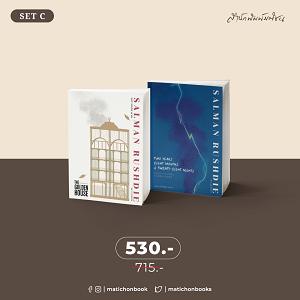 SET C
สำนักพิมพ์มติชน
SALMAN RUSHDIE
THE
GOLDEN
HOUSE
SALMAN RUSHDIE
TWO YEARS
EIGHT MONTHS
& TWENTY-EIGHT NIGHTS
530.-
715.-
| matichonbook | matichonbooks